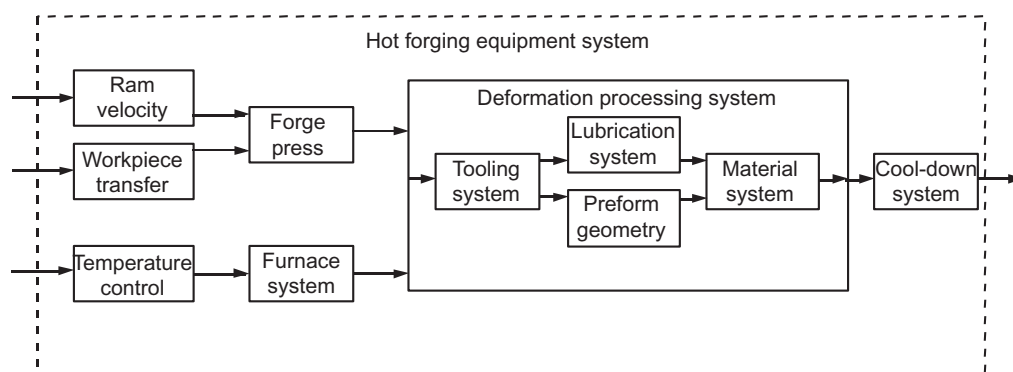 Hot forging equipment system
Ram
velocity
Workpiece
transfer
Forge
press
Temperature
control
Furnace
system
Deformation processing system
Tooling
system
Lubrication
system
Preform
geometry
Material
system
Cool-down
system